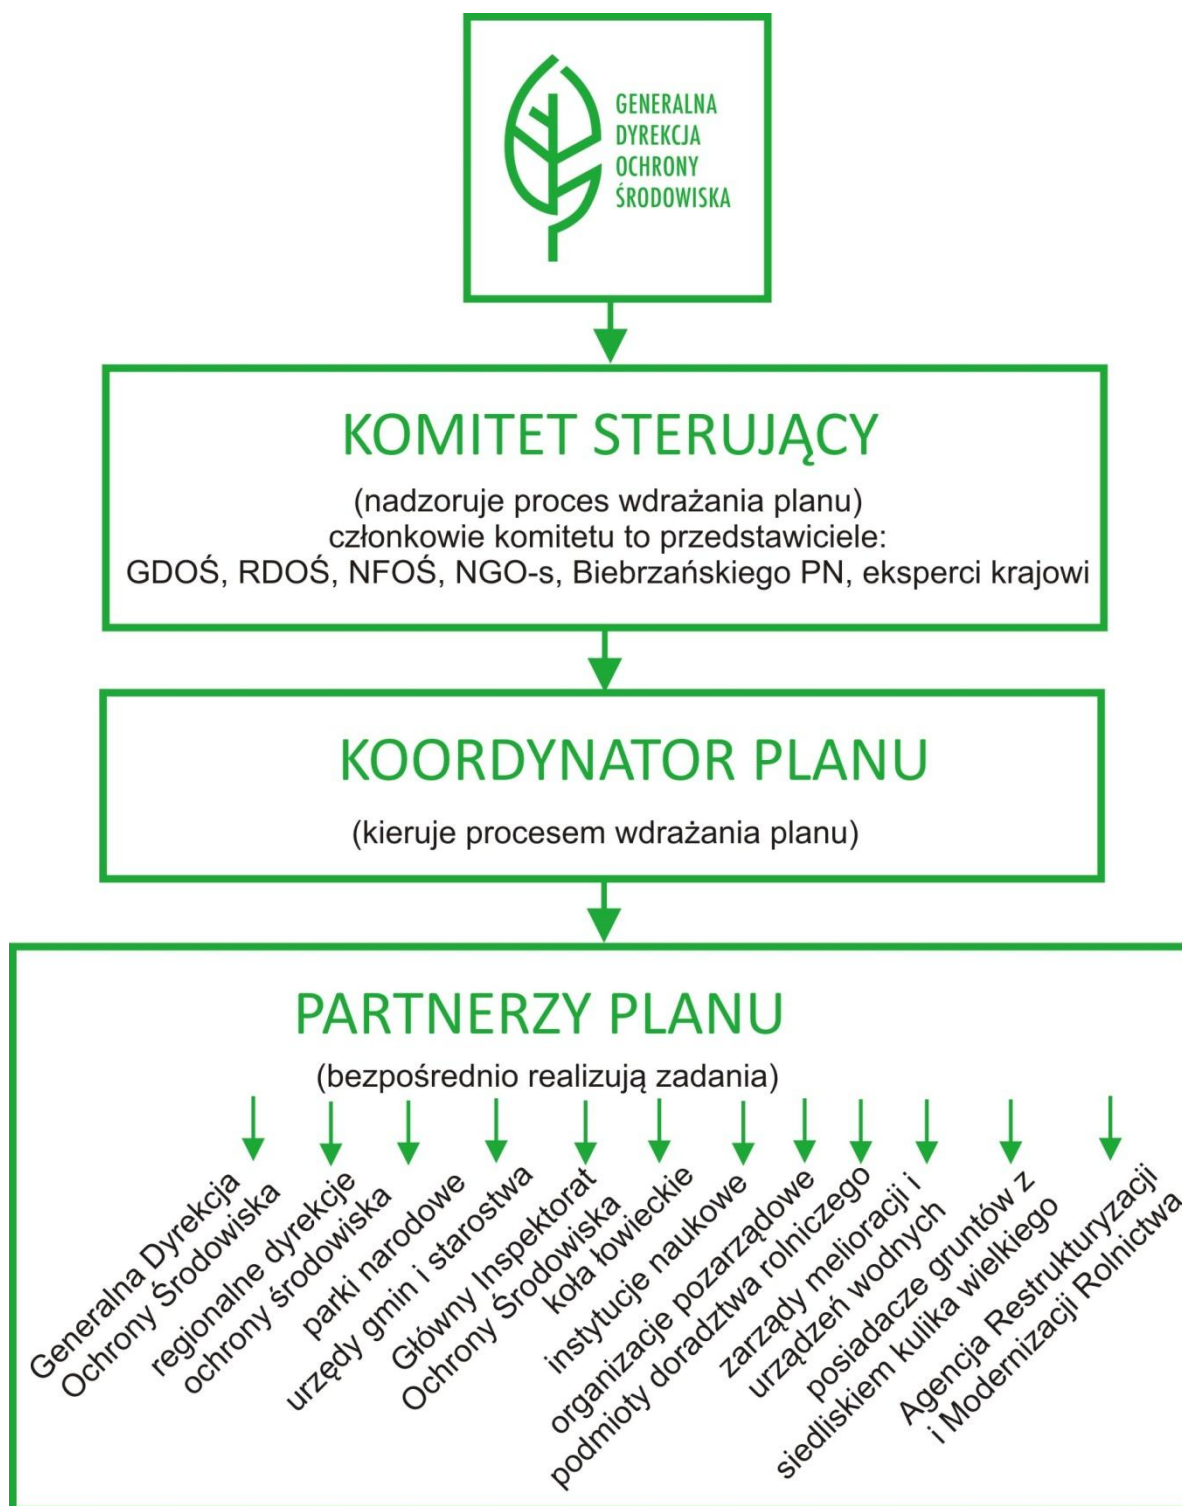 GENERALNA
DYREKCJA
OCHRONY
ŚRODOWISKA
KOMITET STERUJĄCY
(nadzoruje proces wdrażania planu)
członkowie komitetu to przedstawiciele:
GDOŚ, RDOŚ, NFOŚ, NGO-s, Biebrzańskiego PN, eksperci krajowi
KOORDYNATOR PLANU
(kieruje procesem wdrażania planu)
PARTNERZY PLANU
(bezpośrednio realizują zadania)
Generalna Dyrekcja
Ochrony Środowiska
regionalne dyrekcje
ochrony środowiska
parki narodowe
urzędy gmin i starostwa
Główny Inspektorat
Ochrony Środowiska
koła łowieckie
instytucje naukowe
organizacje pozarządowe
podmioty doradztwa rolniczego
zarządy melioracji i
urządzeń wodnych
posiadacze gruntów z
siedliskiem kulika wielkiego
Agencja Restrukturyzacji
i Modernizacji Rolnictwa